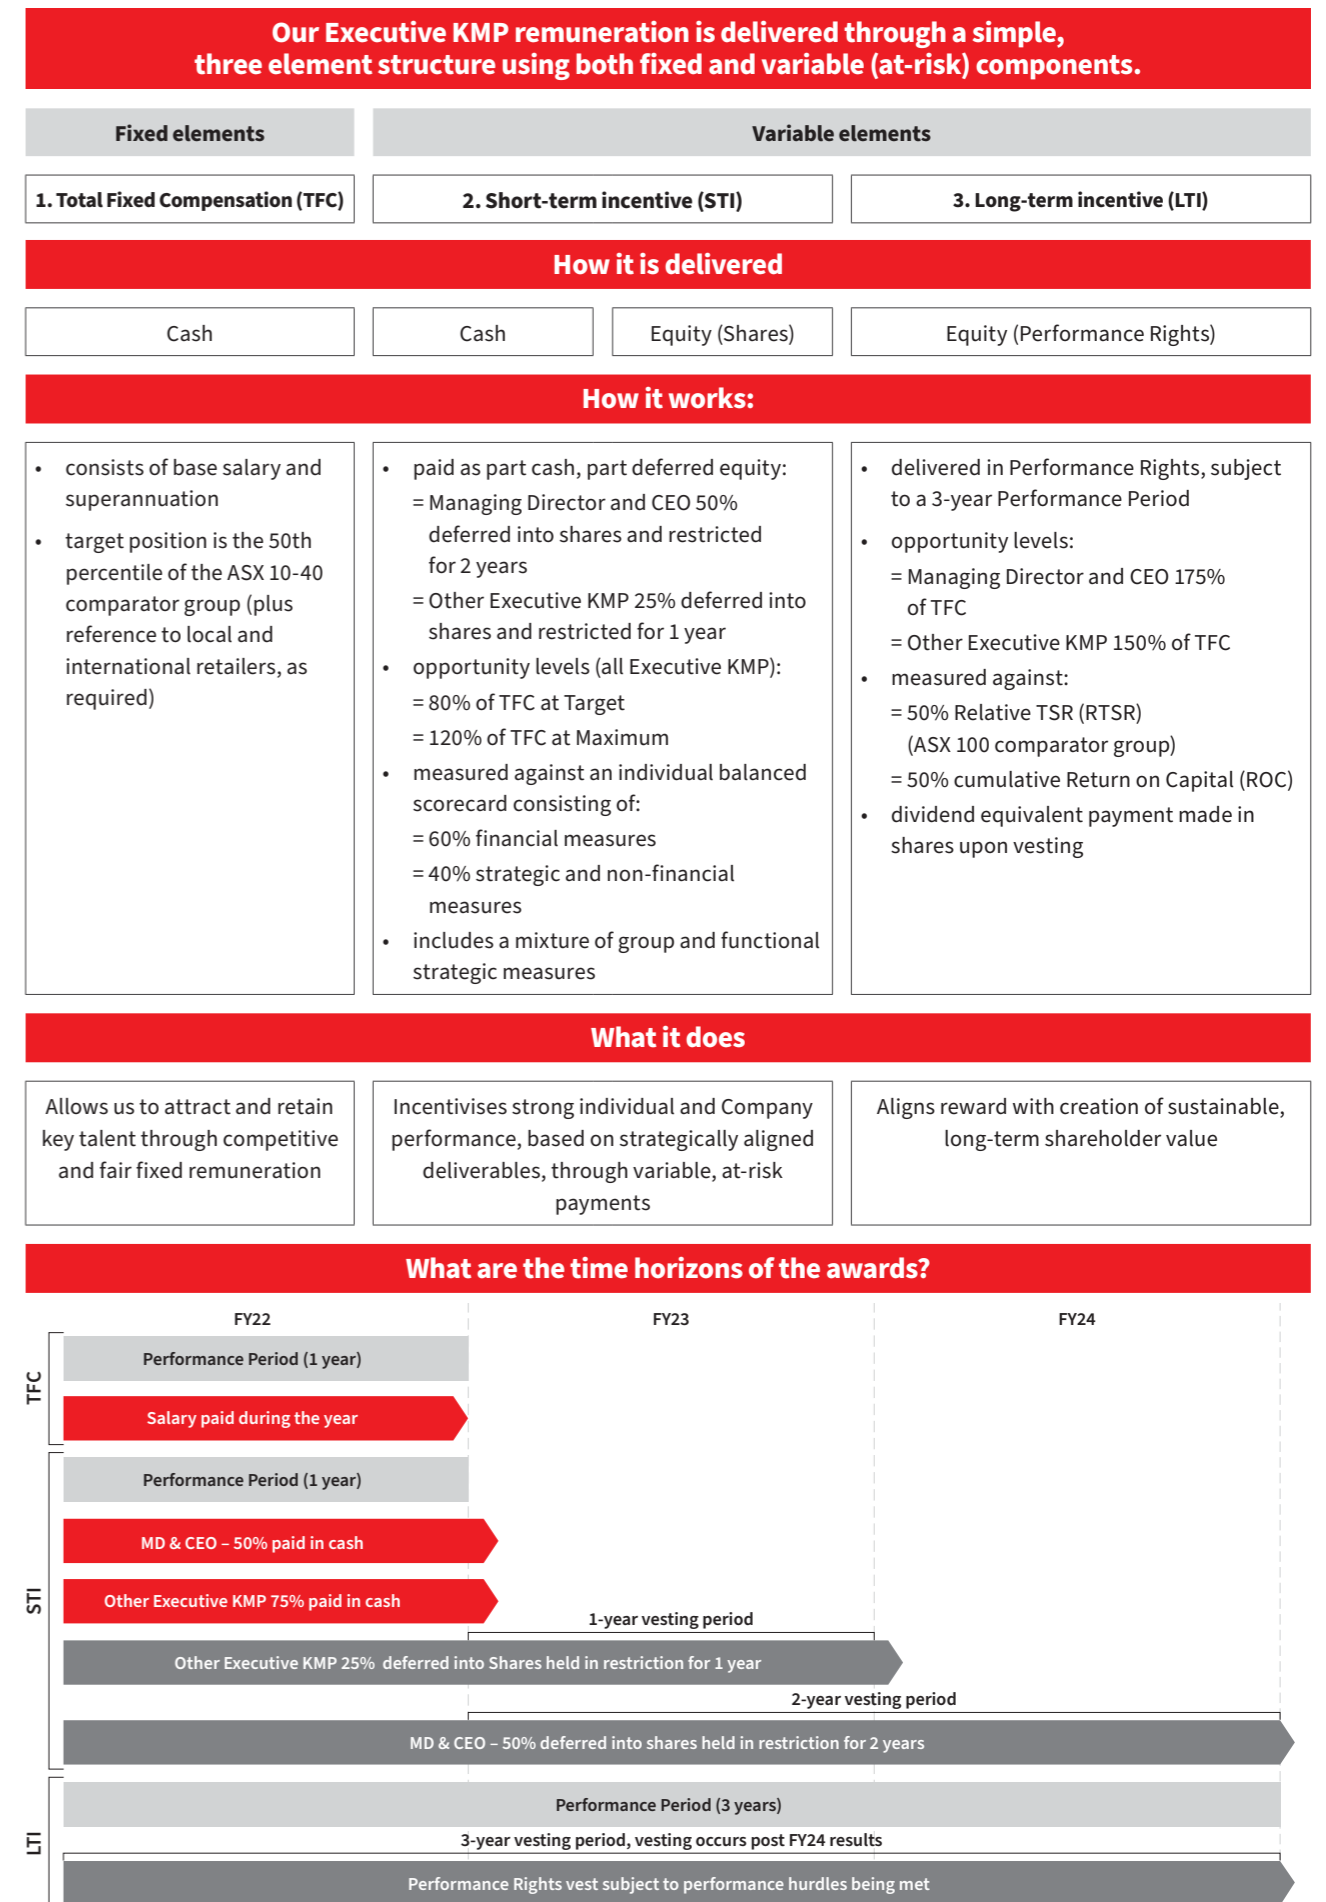 Our Executive KMP remuneration is delivered through a simple,
three element structure using both fixed and variable (at-risk) components.
Fixed elements
Variable elements
1. Total Fixed Compensation (TFC)
2. Short-term incentive (STI)
3. Long-term incentive (LTI)
How it is delivered
Cash
Cash
Equity (Shares)
Equity (Performance Rights)
How it works:
• consists of base salary and
superannuation
• target position is the 50th
percentile of the ASX 10-40
comparator group (plus
reference to local and
international retailers, as
required)
• paid as part cash, part deferred equity:
= Managing Director and CEO 50%
deferred into shares and restricted
for 2 years
= Other Executive KMP 25% deferred into
shares and restricted for 1 year
• opportunity levels (all Executive KMP):
= 80% of TFC at Target
= 120% of TFC at Maximum
• measured against an individual balanced
scorecard consisting of:
= 60% financial measures
= 40% strategic and non-financial
measures
• includes a mixture of group and functional
strategic measures
• delivered in Performance Rights, subject
to a 3-year Performance Period
• opportunity levels:
= Managing Director and CEO 175%
of TFC
= Other Executive KMP 150% of TFC
• measured against:
= 50% Relative TSR (RTSR)
(ASX 100 comparator group)
= 50% cumulative Return on Capital (ROC)
• dividend equivalent payment made in
shares upon vesting
What it does
Allows us to attract and retain
key talent through competitive
and fair fixed remuneration
Incentivises strong individual and Company
performance, based on strategically aligned
deliverables, through variable, at-risk
payments
Aligns reward with creation of sustainable,
long-term shareholder value
What are the time horizons of the awards?
FY22
FY23
FY24
TFC
Performance Period (1 year)
Salary paid during the year
STI
Performance Period (1 year)
MD & CEO – 50% paid in cash
Other Executive KMP 75% paid in cash
1-year vesting period
Other Executive KMP 25% deferred into Shares held in restriction for 1 year
2-year vesting period
MD & CEO – 50% deferred into shares held in restriction for 2 years
LTI
Performance Period (3 years)
3-year vesting period, vesting occurs post FY24 results
Performance Rights vest subject to performance hurdles being met